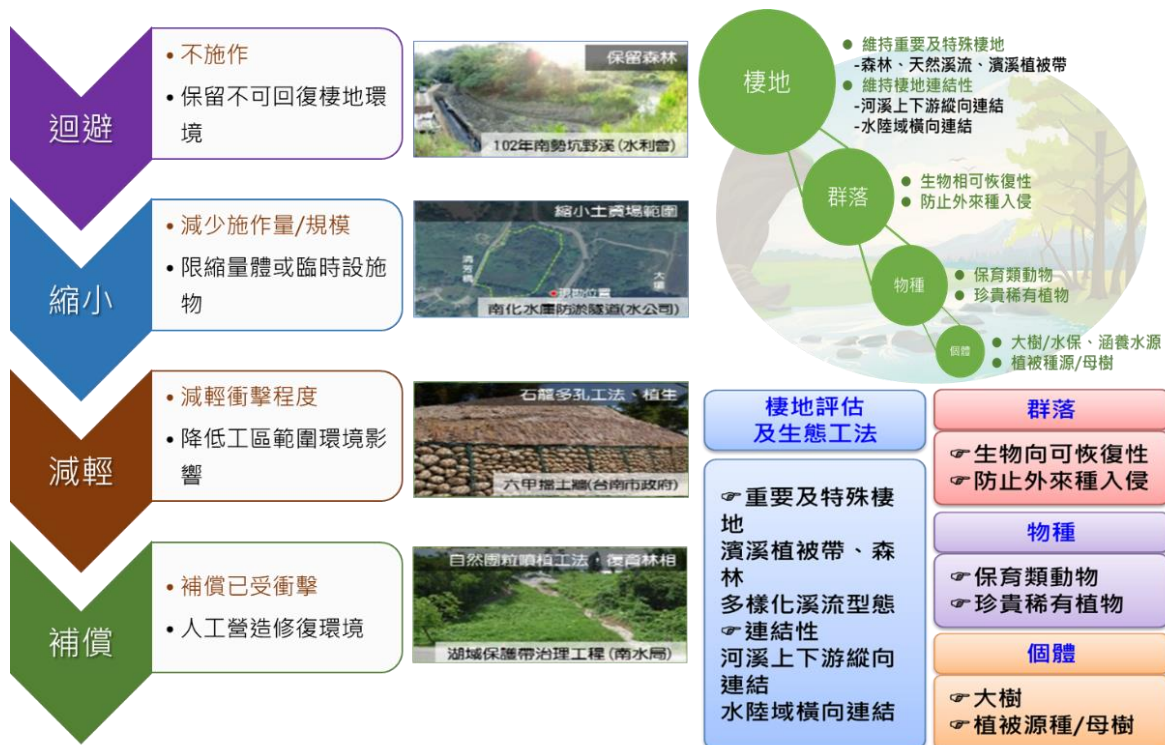 迴避
• 不施作
• 保留不可回復棲地環
境
保留森林
102年南勢坑野溪(水利會)
縮小
• 減少施作量/規模
• 限縮量體或臨時設施
物
縮小土資場範圍
南化水庫防淤隧道(水公司)
減輕
• 減輕衝擊程度
• 降低工區範圍環境影
響
石籠多孔工法、植生
六甲擋土牆(台南市政府)
補償
• 補償已受衝擊
• 人工營造修復環境
自然團粒噴植工法，復育林相
湖域保護帶治理工程(南水局)
棲地
● 維持重要及特殊棲地
-森林、天然溪流、濱溪植被帶
● 維持棲地連結性
-河溪上下游縱向連結
-水陸域橫向連結
群落
● 生物相可恢復性
● 防止外來種入侵
物種
● 保育類動物
● 珍貴稀有植物
個體
● 大樹/水保、涵養水源
● 植被種源/母樹
棲地評估
及生態工法
☞重要及特殊棲
地
濱溪植被帶、森
林
多樣化溪流型態
☞連結性
河溪上下游縱向
連結
水陸域橫向連結
群落
☞生物向可恢復性
☞防止外來種入侵
物種
☞保育類動物
☞珍貴稀有植物
個體
☞大樹
☞植被源種/母樹